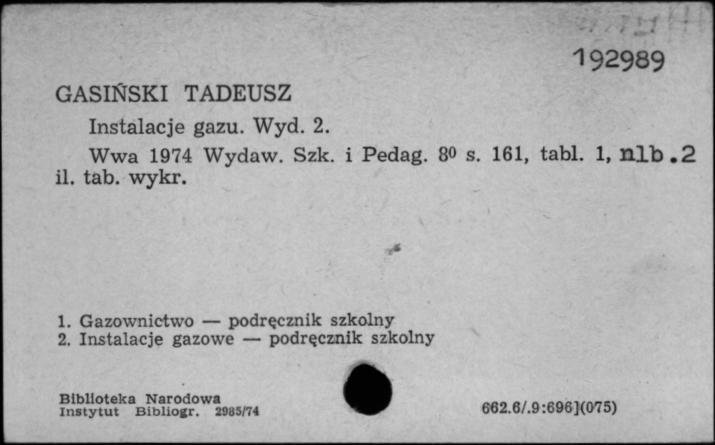 192989
GASIŃSKI TADEUSZ
Instalacje gazu. Wyd. 2.
Wwa 1974 Wydaw. Szk. i Pedag. 8⁰ s. 161, tabl. 1, nlb.2
il. tab. wykr.
1. Gazownictwo — podręcznik szkolny
2. Instalacje gazowe — podręcznik szkolny
Biblioteka Narodowa
Instytut Bibliogr. 2985/74
662.6/.9:696](075)